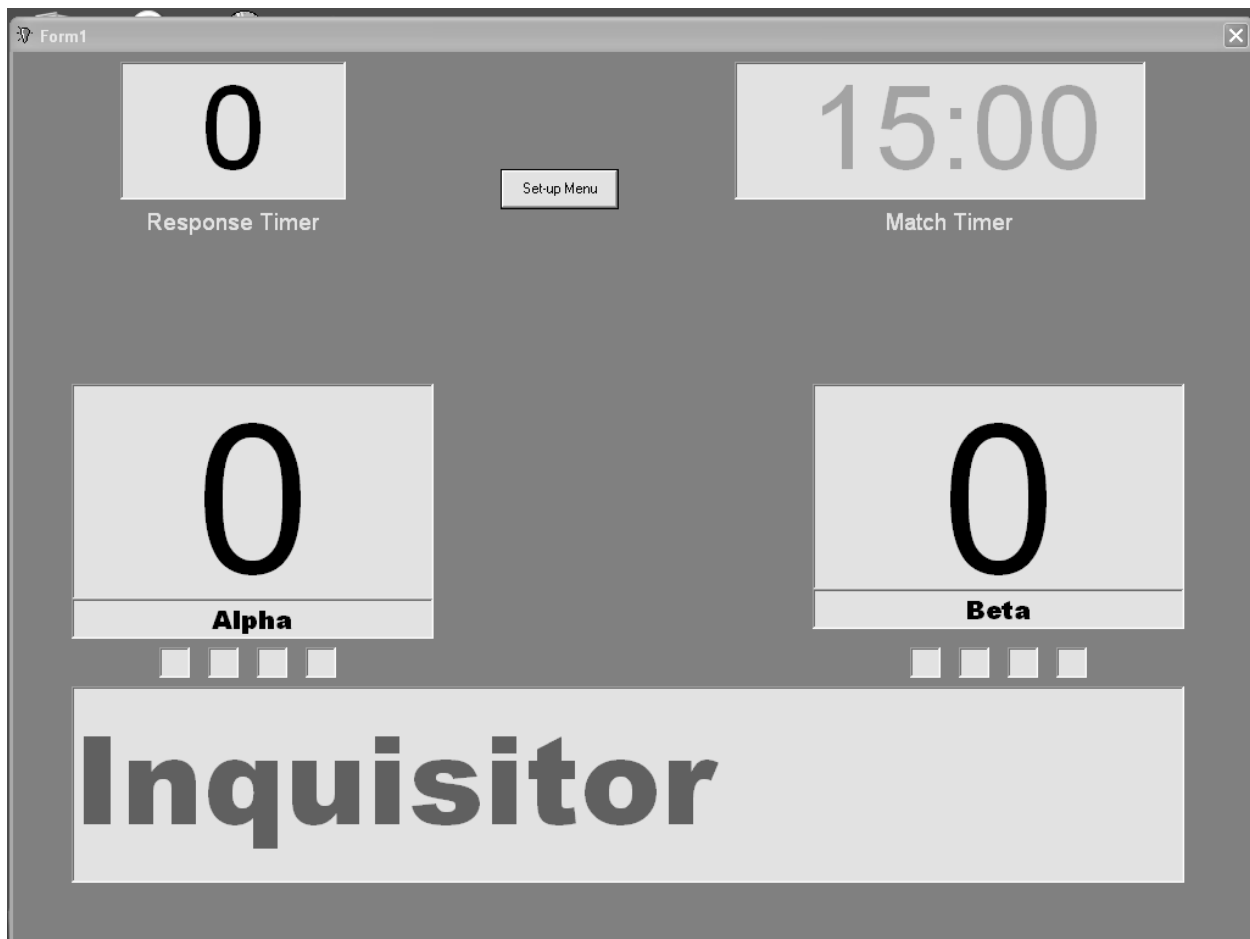 Form1
0
15:00
Set-up Menu
Response Timer
Match Timer
0
0
Alpha
Beta
Inquisitor